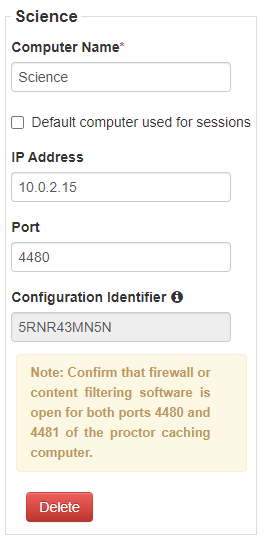 Science
Computer Name*
Science
Default computer used for sessions
IP Address
10.0.2.15
Port
4480
Configuration Identifier
5RNR43MN5N
Note: Confirm that firewall or
content filtering software is
open for both ports 4480 and
4481 of the proctor caching
computer.
Delete